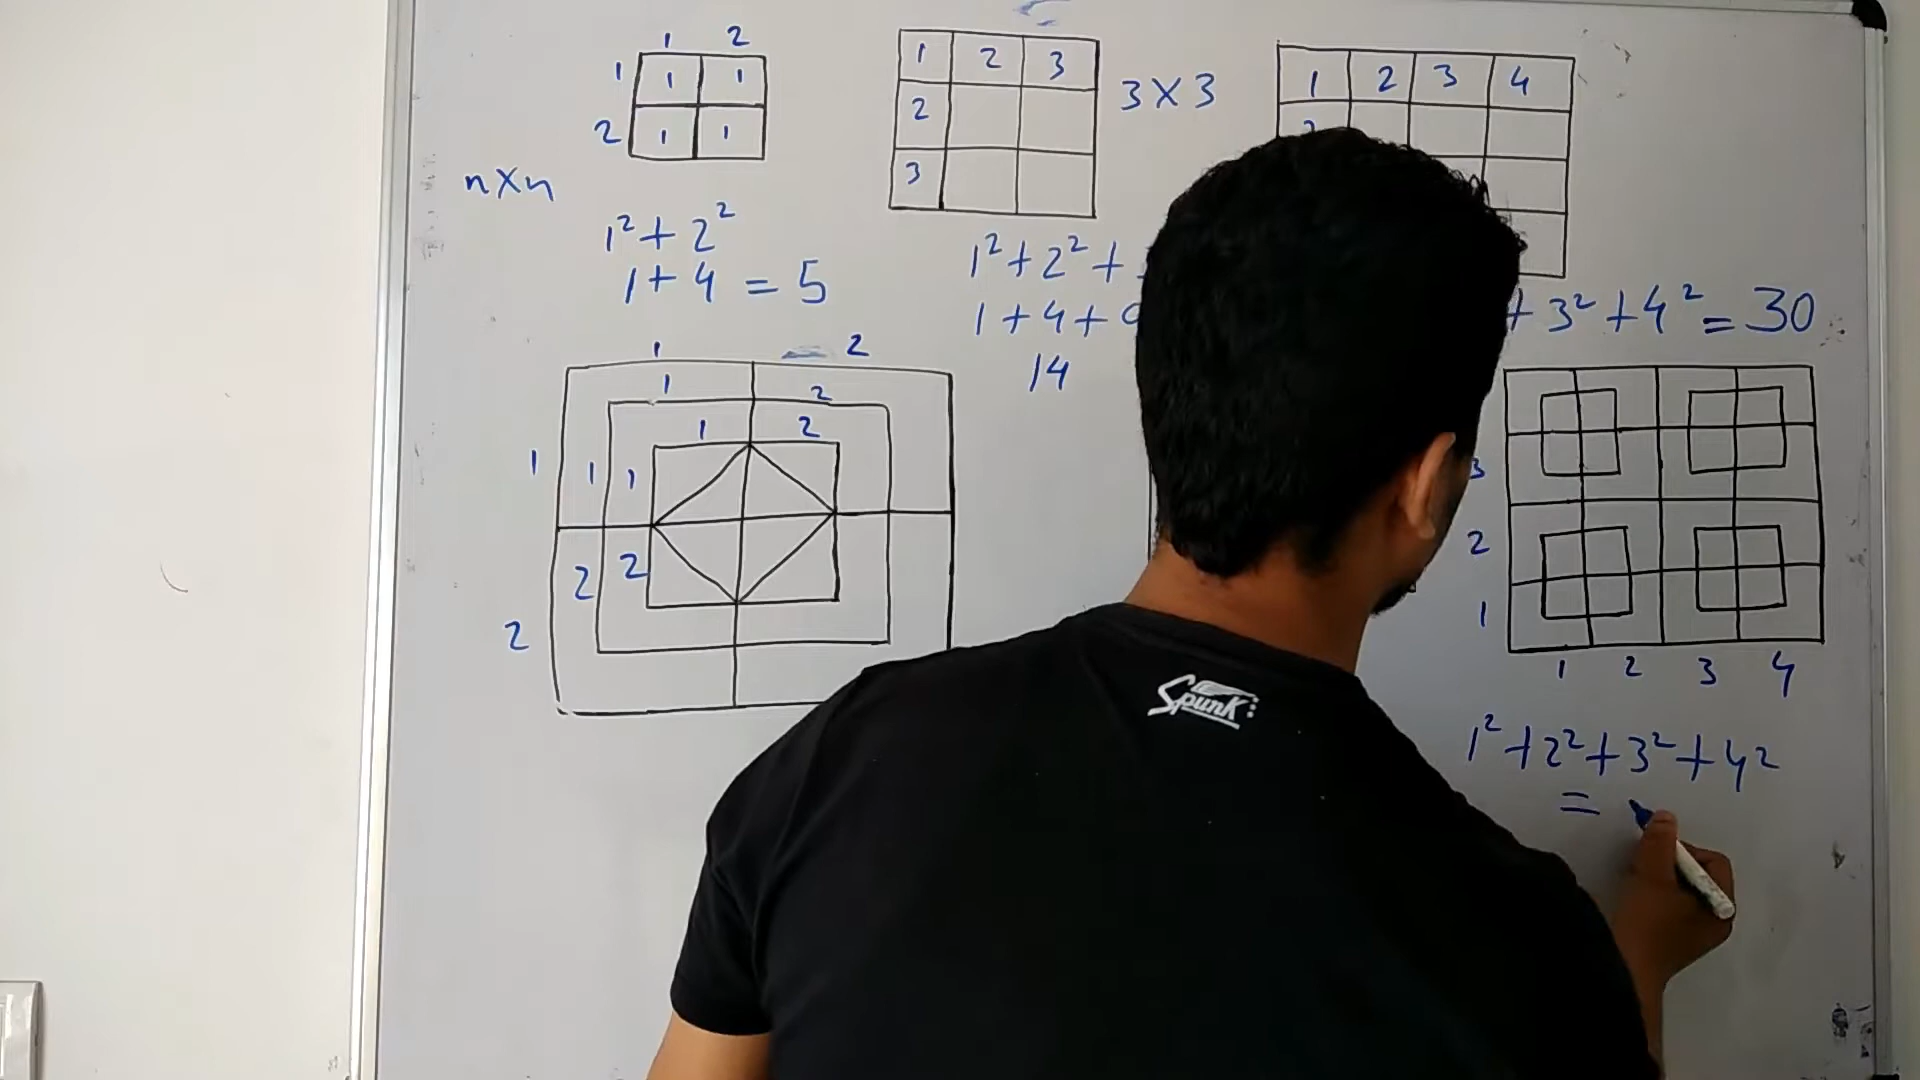 1 2
1 1 1
2 1 1
n×n
1² + 2²
1 + 4 = 5
1 2 3
2
3
3×3
1² + 2² +
1 + 4 +
14
1 2 3 4
+ 3² + 4² = 30
1 2
1 2
1 2
1 1 1
2 2
2
3
2
1
1 2 3 4
1² + 2² + 3² + 4²
=
Spunk